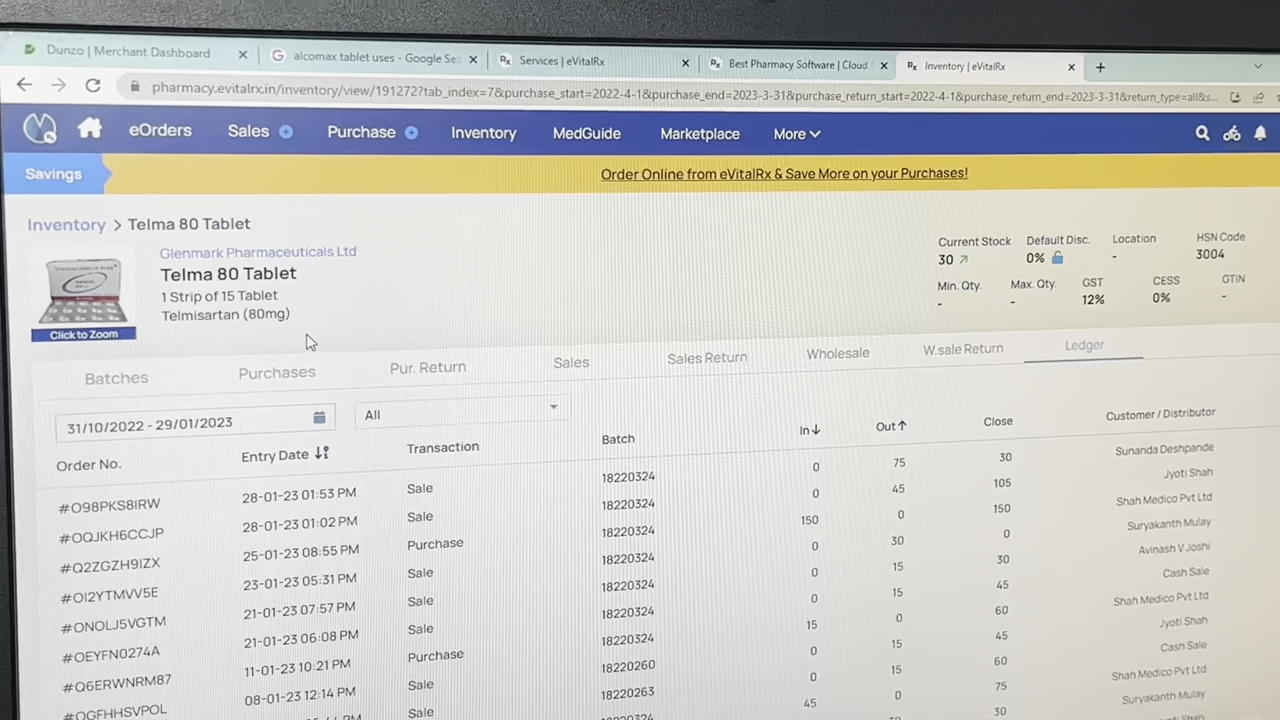 Dunzo | Merchant Dashboard
alcomax tablet uses - Google Se
Services | eVitalRx
Best Pharmacy Software | Cloud
Inventory | eVitalRx
pharmacy.evitalrx.in/inventory/view/191272?tab_index=7&purchase_start=2022-4-1&purchase_end=2023-3-31&purchase_return_start=2022-4-1&purchase_return_end=2023-3-31&return_type=all&s...
eOrders Sales Purchase Inventory MedGuide Marketplace More
Savings
Order Online from eVitalRx & Save More on your Purchases!
Inventory > Telma 80 Tablet
Glenmark Pharmaceuticals Ltd
Telma 80 Tablet
1 Strip of 15 Tablet
Telmisartan (80mg)
Click to Zoom
Current Stock Default Disc. Location HSN Code
30 0% - 3004
Min. Qty. Max. Qty. GST CESS GTIN
- - 12% 0% -
Batches Purchases Pur. Return Sales Sales Return Wholesale W.sale Return Ledger
31/10/2022 - 29/01/2023 All
Order No. Entry Date Transaction Batch In↓ Out↑ Close Customer / Distributor
#O98PKS8IRW 28-01-23 01:53 PM Sale 18220324 0 75 30 Sunanda Deshpande
#OQJKH6CCJP 28-01-23 01:02 PM Sale 18220324 0 45 105 Jyoti Shah
#Q2ZGZH9IZX 25-01-23 08:55 PM Purchase 18220324 150 0 150 Shah Medico Pvt Ltd
#OI2YTMVV5E 23-01-23 05:31 PM Sale 18220324 0 30 0 Suryakanth Mulay
#ONOLJ5VGTM 21-01-23 07:57 PM Sale 18220324 0 15 30 Avinash V Joshi
#OEYFN0274A 21-01-23 06:08 PM Sale 18220324 0 15 45 Cash Sale
#Q6ERWNRM87 11-01-23 10:21 PM Purchase 18220324 15 0 60 Shah Medico Pvt Ltd
#OGFHHSVPOL 08-01-23 12:14 PM Sale 18220260 0 15 45 Jyoti Shah
Sale 18220263 0 15 60 Cash Sale
45 0 75 Shah Medico Pvt Ltd
30 Suryakanth Mulay